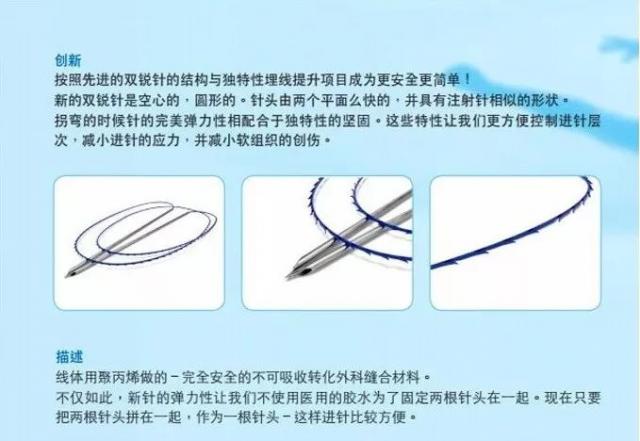 创新
按照先进的双锐针的结构与独特性埋线提升项目成为更安全更简单！
新的双锐针是空心的，圆形的。针头由两个平面么快的，并具有注射针相似的形状。
拐弯的时候针的完美弹力性相配合于独特性的坚固。这些特性让我们更方便控制进针层
次，减小进针的应力，并减小软组织的创伤。
描述
线体用聚丙烯做的－完全安全的不可吸收转化外科缝合材料。
不仅如此，新针的弹力性让我们不使用医用的胶水为了固定两根针头在一起。现在只要
把两根针头拼在一起，作为一根针头－这样进针比较方便。